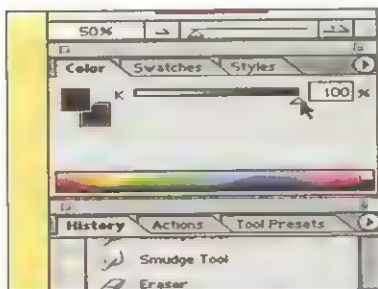 50%
Color Swatches Styles
K 100 %
History Actions Tool Presets
Smudge Tool
Eraser